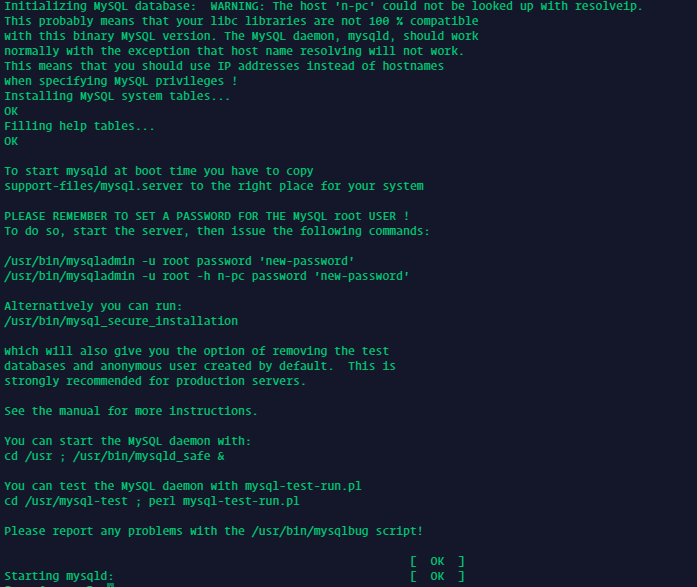 Initializing MySQL database:  WARNING: The host 'n-pc' could not be looked up with resolveip.
This probably means that your libc libraries are not 100 % compatible
with this binary MySQL version. The MySQL daemon, mysqld, should work
normally with the exception that host name resolving will not work.
This means that you should use IP addresses instead of hostnames
when specifying MySQL privileges !
Installing MySQL system tables...
OK
Filling help tables...
OK

To start mysqld at boot time you have to copy
support-files/mysql.server to the right place for your system

PLEASE REMEMBER TO SET A PASSWORD FOR THE MySQL root USER !
To do so, start the server, then issue the following commands:

/usr/bin/mysqladmin -u root password 'new-password'
/usr/bin/mysqladmin -u root -h n-pc password 'new-password'

Alternatively you can run:
/usr/bin/mysql_secure_installation

which will also give you the option of removing the test
databases and anonymous user created by default.  This is
strongly recommended for production servers.

See the manual for more instructions.

You can start the MySQL daemon with:
cd /usr ; /usr/bin/mysqld_safe &

You can test the MySQL daemon with mysql-test-run.pl
cd /usr/mysql-test ; perl mysql-test-run.pl

Please report any problems with the /usr/bin/mysqlbug script!

[  OK  ]
Starting mysqld:                                           [  OK  ]